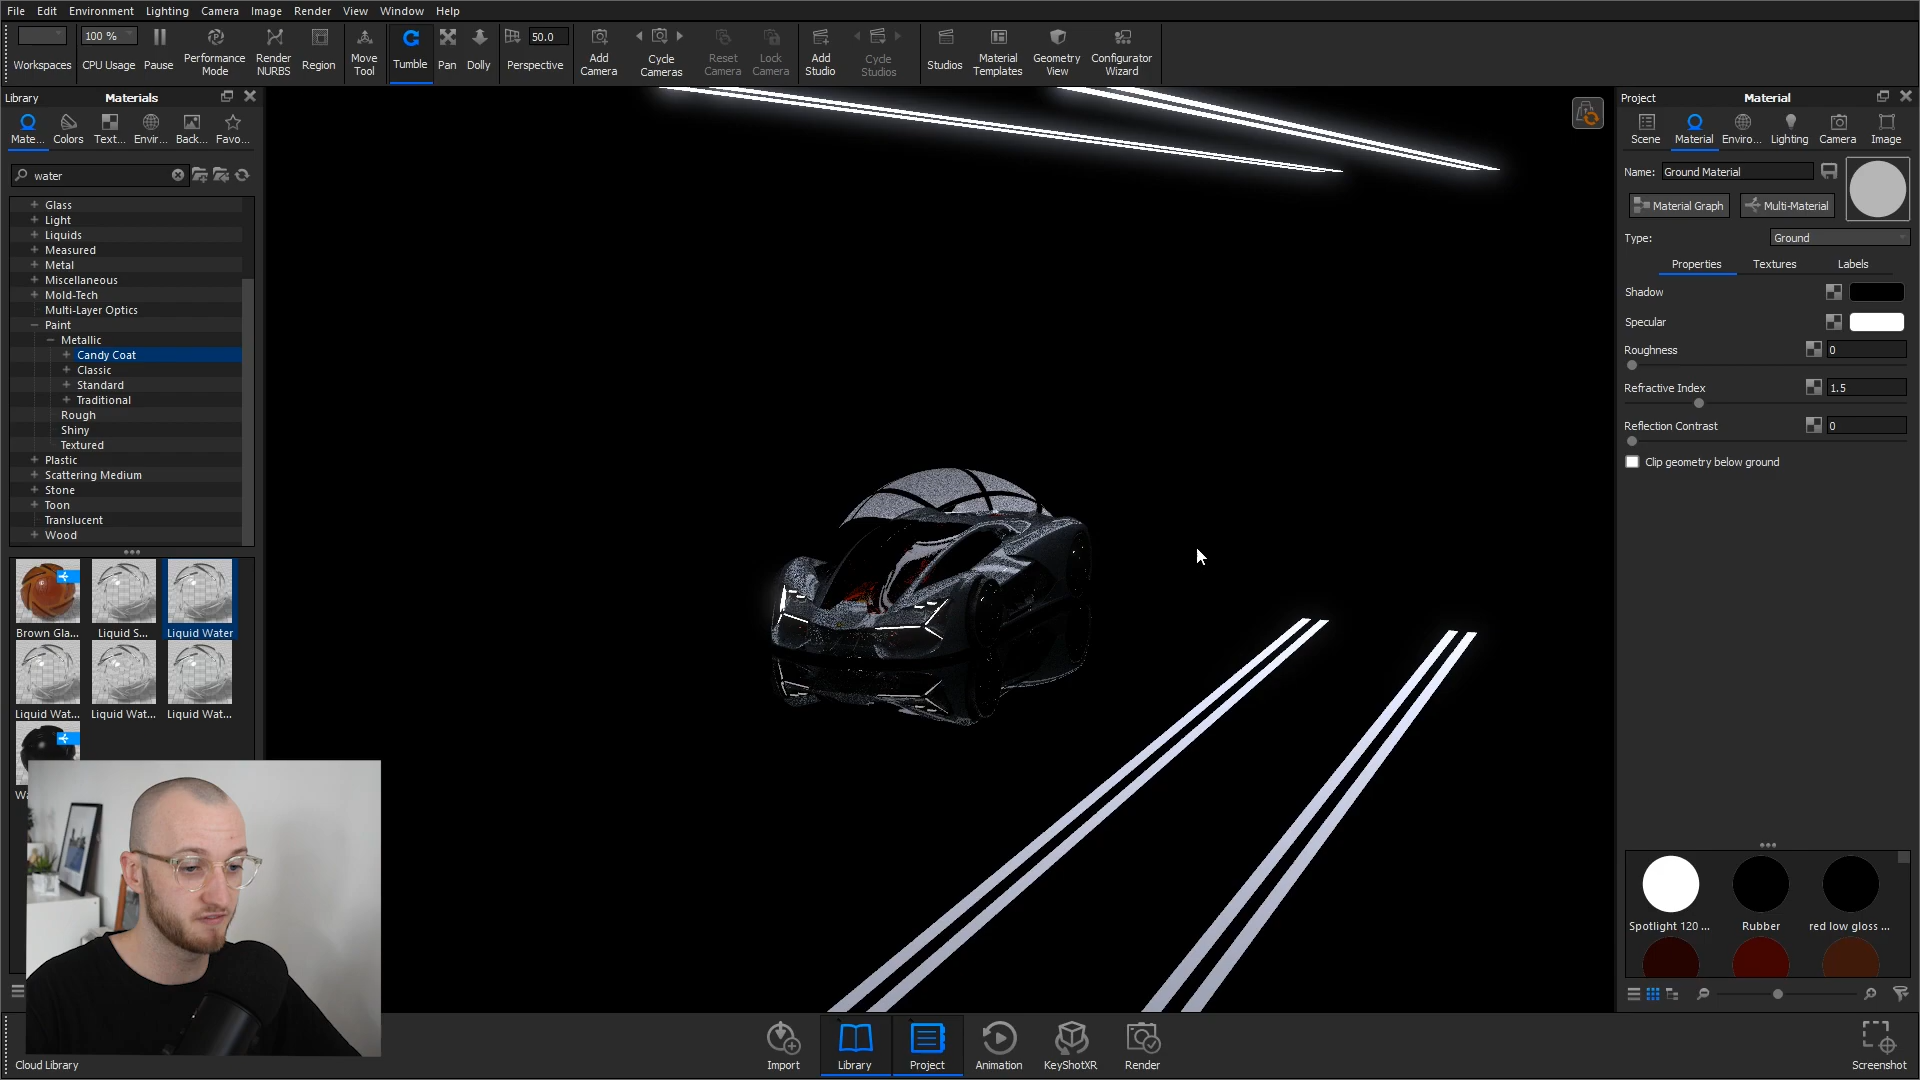 File Edit Environment Lighting Camera Image Render View Window Help
Workspaces
100 %
CPU Usage
Pause
Performance Mode
Render NURBS
Region
Move Tool
Tumble
Pan
Dolly
50.0
Perspective
Add Camera
Cycle Cameras
Reset Camera
Lock Camera
Add Studio
Cycle Studios
Studios
Material Templates
Geometry View
Configurator Wizard
Library
Materials
Mate...
Colors
Text...
Envir...
Back...
Favo...
water
Glass
Light
Liquids
Measured
Metal
Miscellaneous
Mold-Tech
Multi-Layer Optics
Paint
Metallic
Candy Coat
Classic
Standard
Traditional
Rough
Shiny
Textured
Plastic
Scattering Medium
Stone
Toon
Translucent
Wood
Brown Gla...
Liquid S...
Liquid Water
Liquid Wat...
Liquid Wat...
Liquid Wat...
Cloud Library
Import
Library
Project
Animation
KeyShotXR
Render
Screenshot
Project
Material
Scene
Material
Enviro...
Lighting
Camera
Image
Name: Ground Material
Material Graph
Multi-Material
Type: Ground
Properties
Textures
Labels
Shadow
Specular
Roughness 0
Refractive Index 1.5
Reflection Contrast 0
Clip geometry below ground
Spotlight 120 ...
Rubber
red low gloss ...